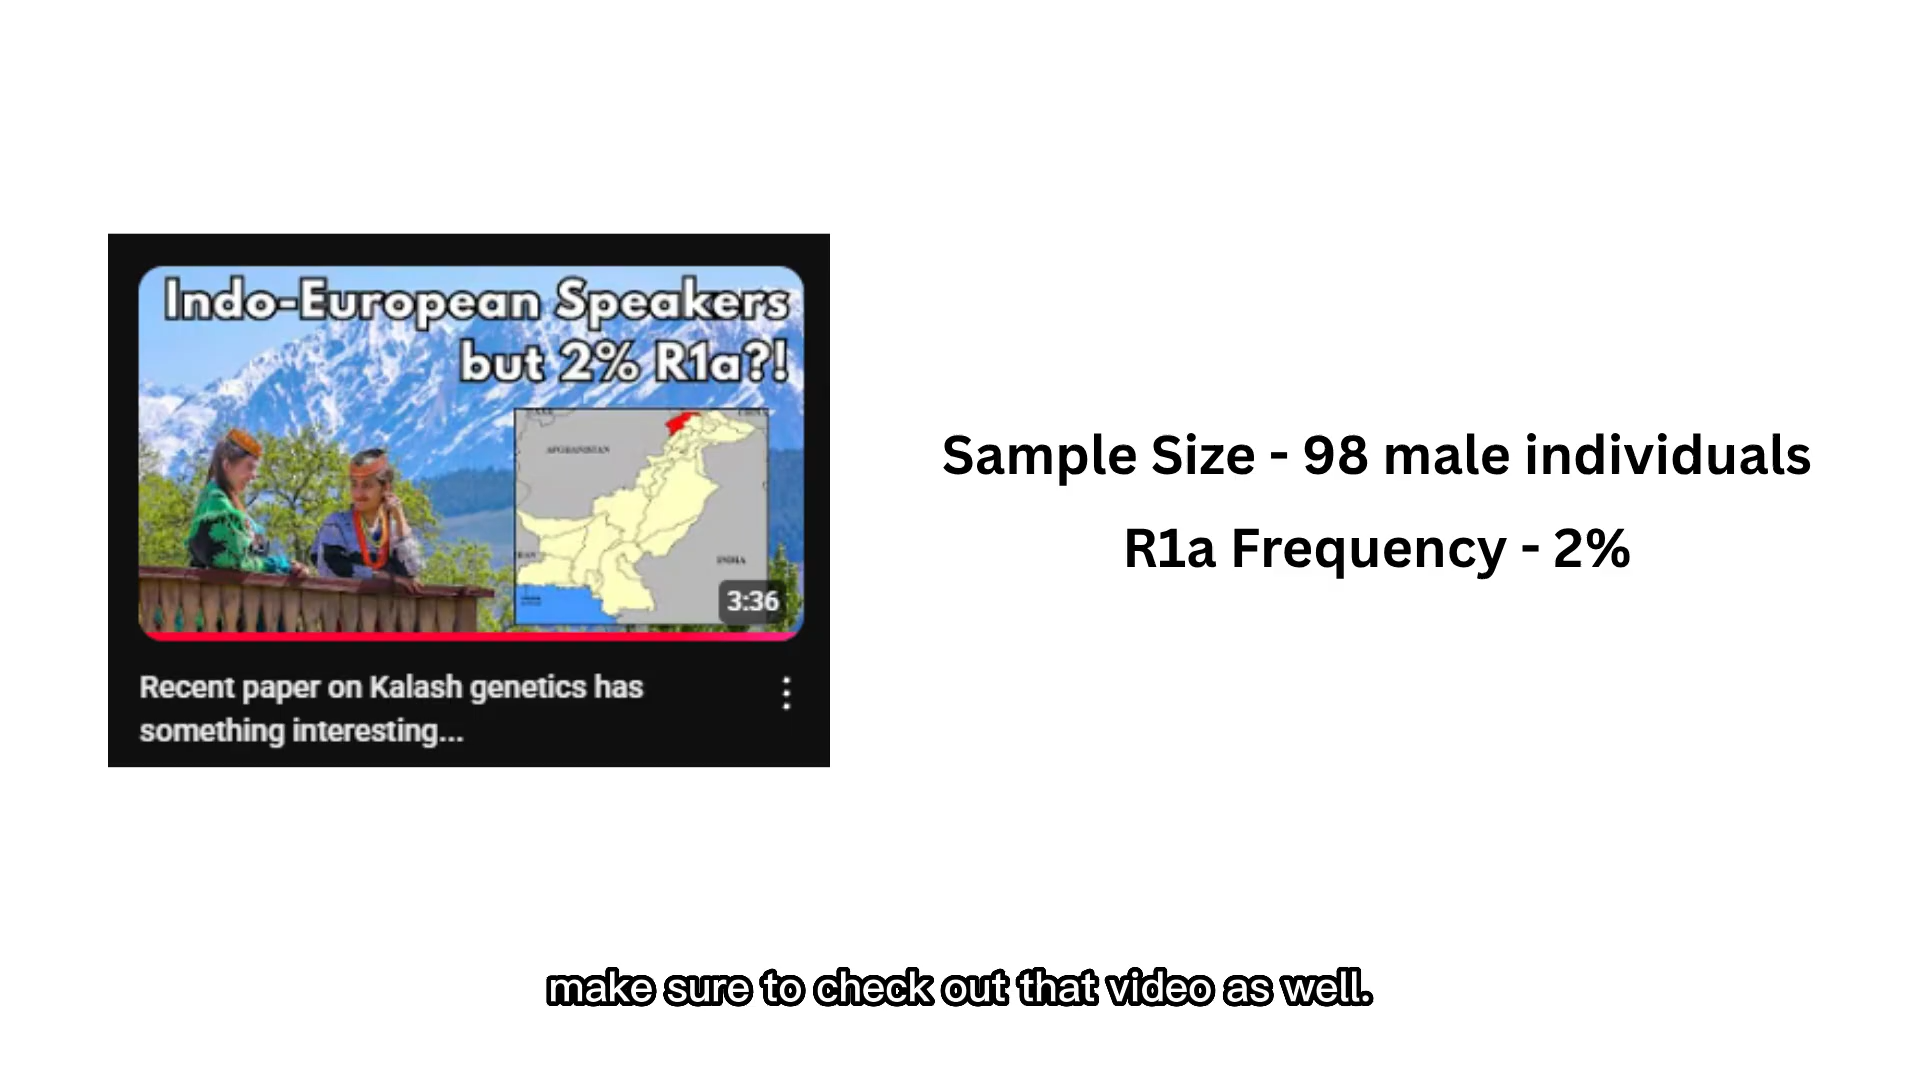 Indo-European Speakers
but 2% R1a?!
AFGHANISTAN
INDIA
3:36
Recent paper on Kalash genetics has
something interesting...
Sample Size - 98 male individuals
R1a Frequency - 2%
make sure to check out that video as well.